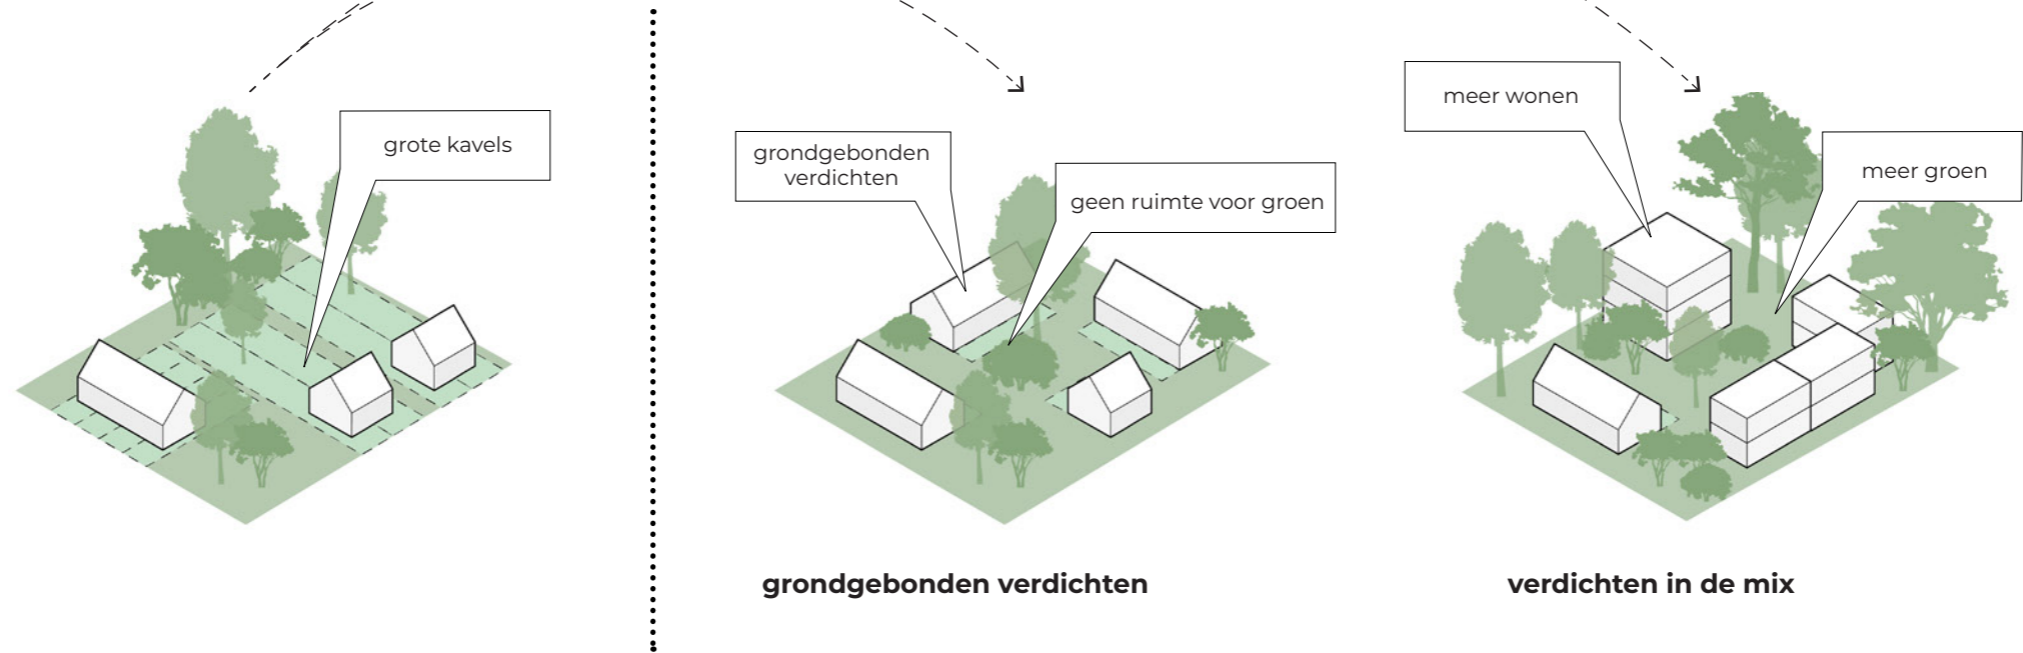 grote kavels
grondgebonden
verdichten
geen ruimte voor groen
meer wonen
meer groen
grondgebonden verdichten
verdichten in de mix